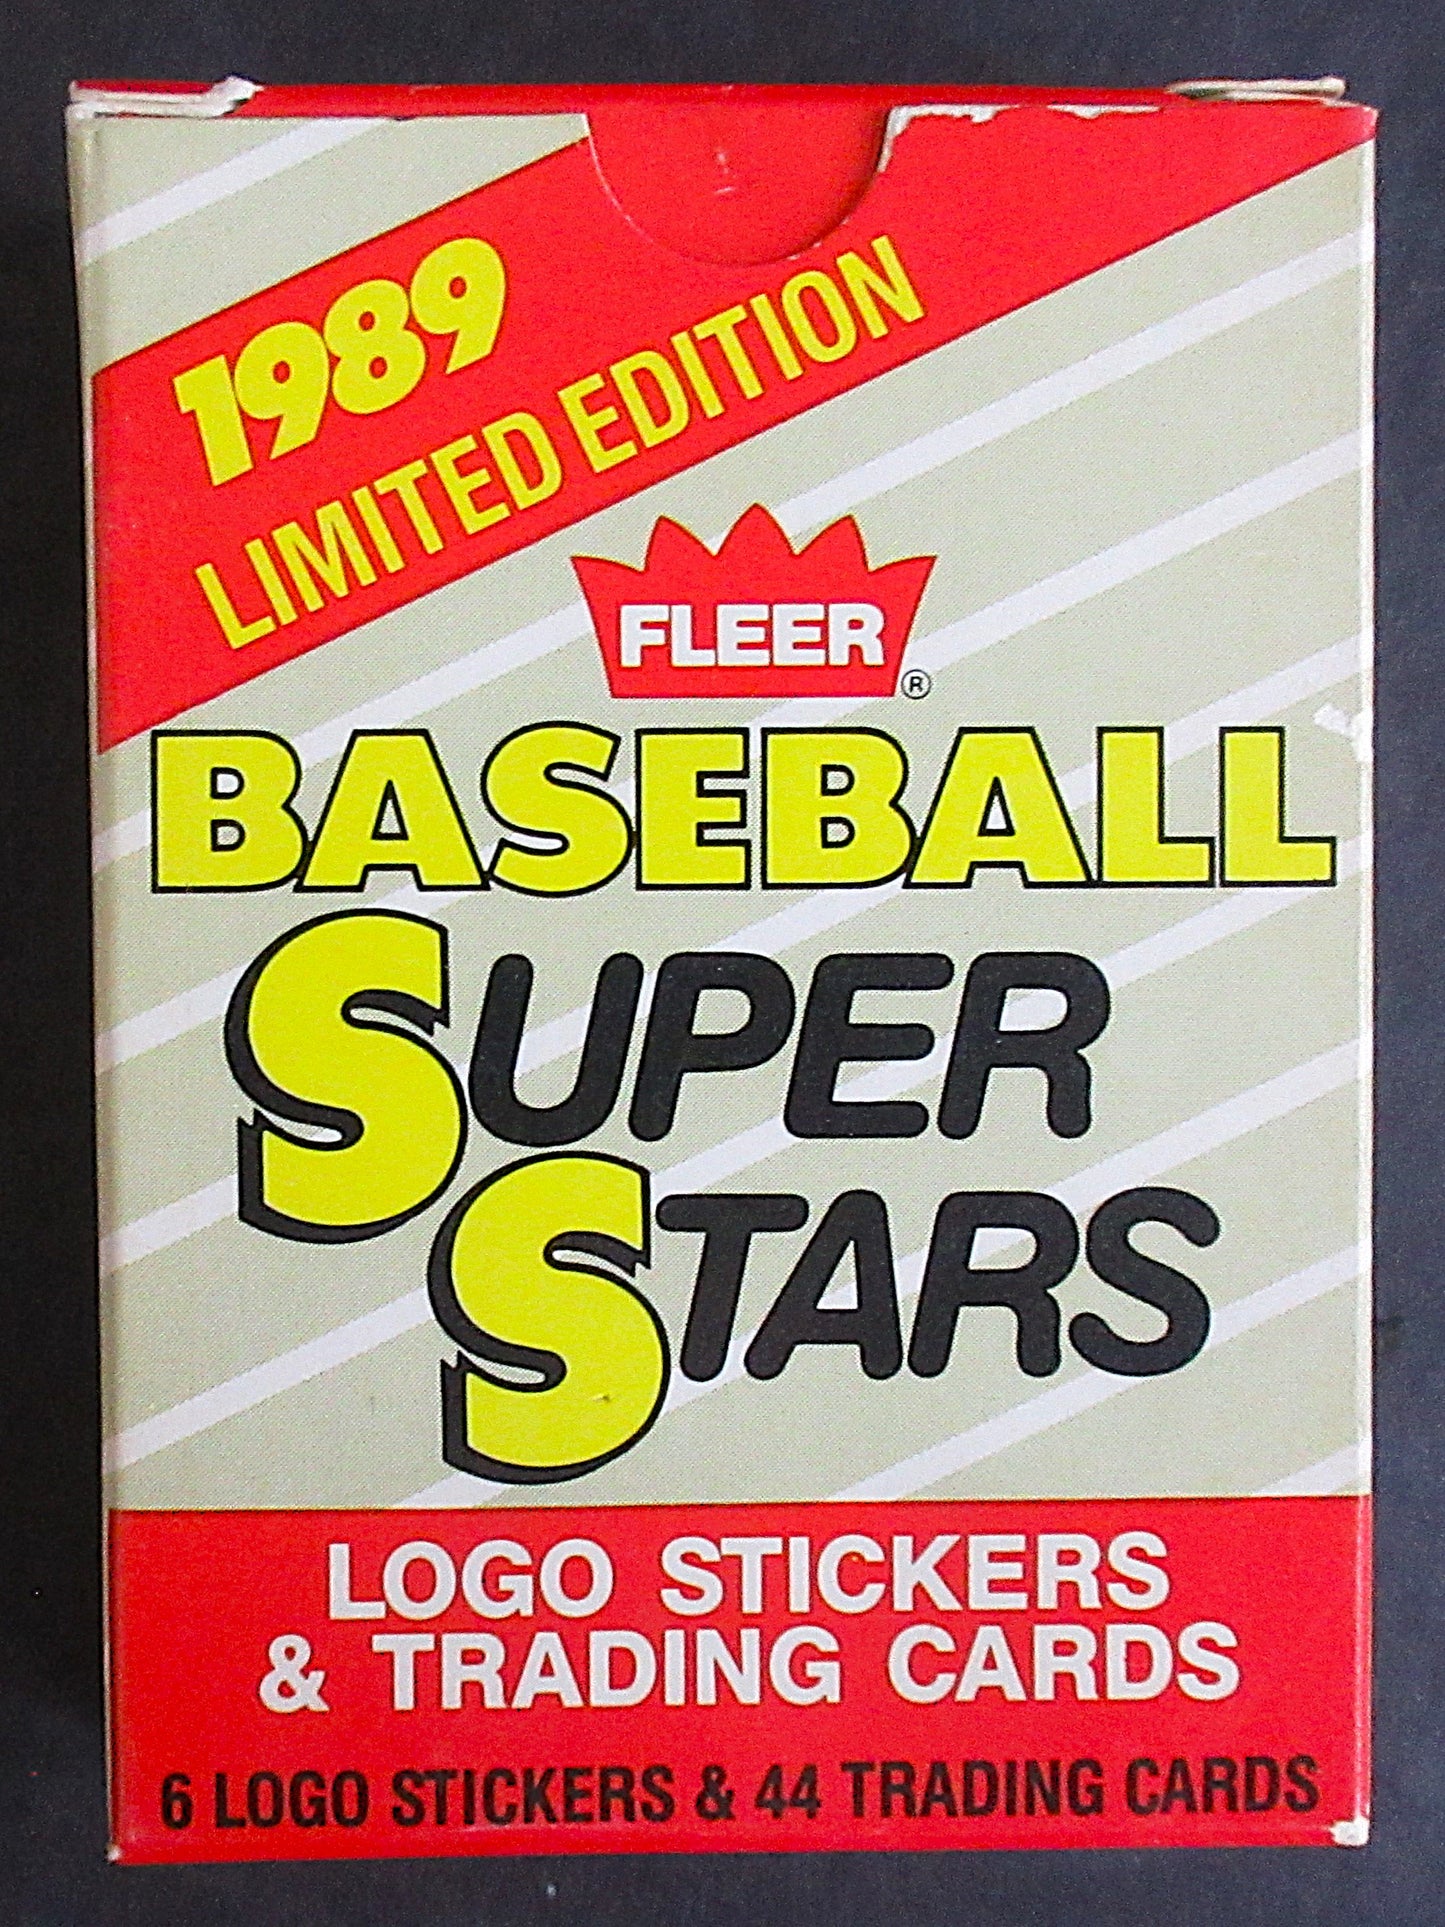 1989
LIMITED EDITION
FLEER ®
BASEBALL
SUPER
STARS
LOGO STICKERS
& TRADING CARDS
6 LOGO STICKERS & 44 TRADING CARDS